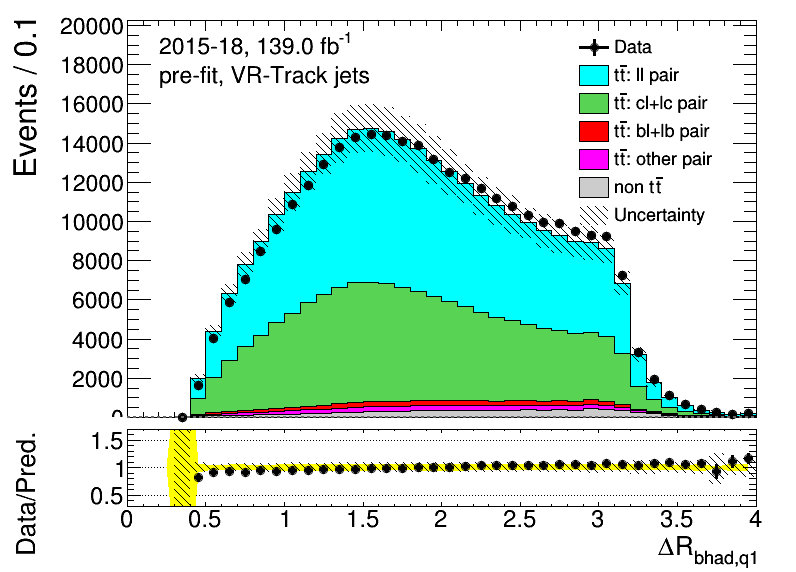 Events / 0.1
20000
18000
16000
14000
12000
10000
8000
6000
4000
2000
0
2015-18, 139.0 fb⁻¹
pre-fit, VR-Track jets
Data
tt̄: ll pair
tt̄: cl+lc pair
tt̄: bl+lb pair
tt̄: other pair
non tt̄
Uncertainty
Data/Pred.
1.5
1
0.5
0 0.5 1 1.5 2 2.5 3 3.5 4
ΔR_bhad,q1